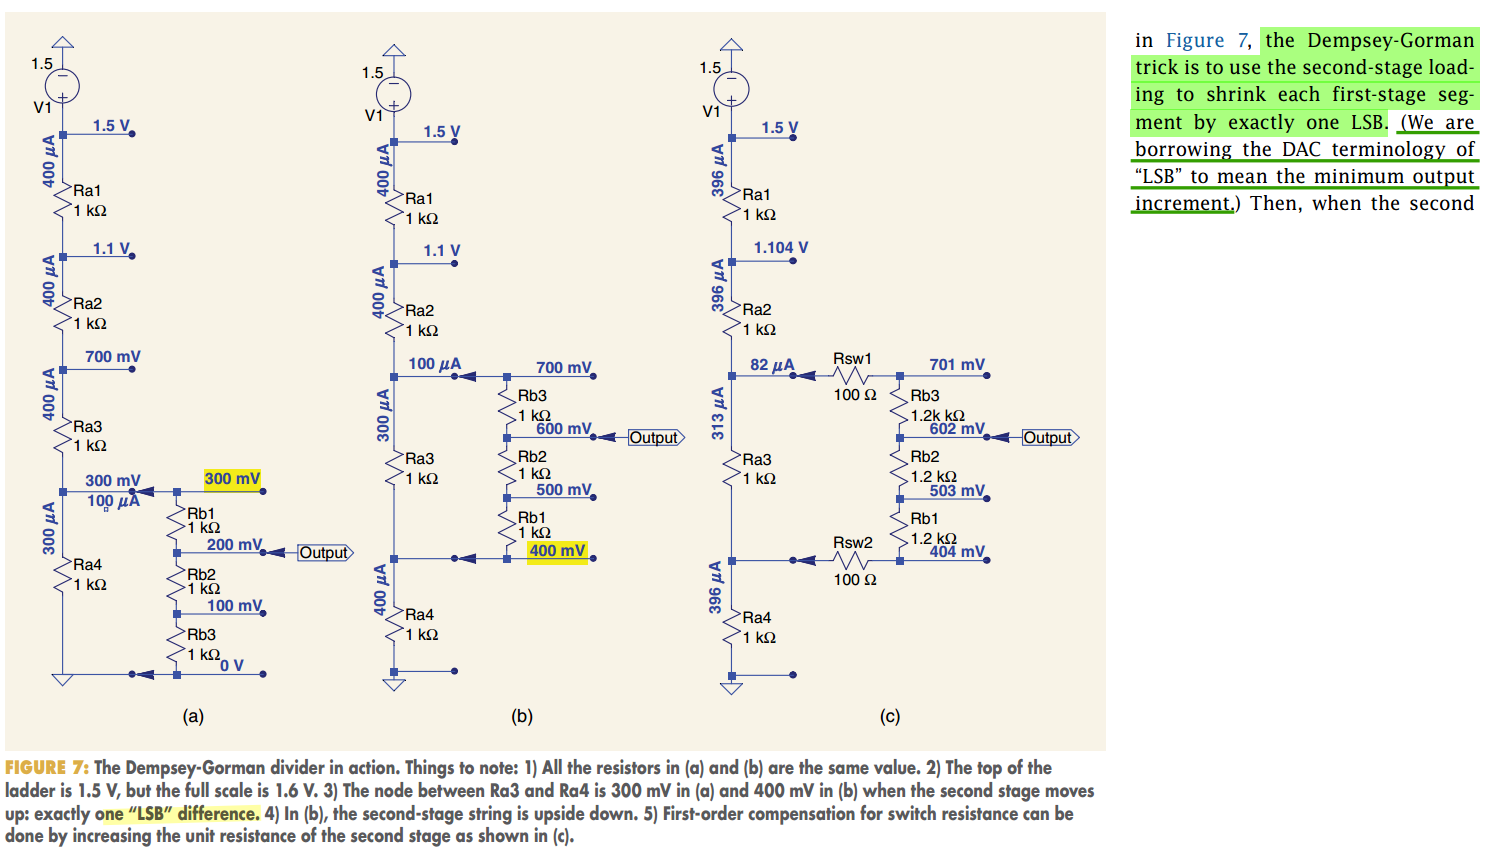 1.5
V1
1.5 V
400 µA
Ra1
1 kΩ
1.1 V
400 µA
Ra2
1 kΩ
700 mV
400 µA
Ra3
1 kΩ
300 mV
100 µA
300 mV
300 µA
Rb1
1 kΩ
200 mV
Output
Ra4
1 kΩ
Rb2
1 kΩ
100 mV
Rb3
1 kΩ
0 V
(a)
1.5
V1
1.5 V
400 µA
Ra1
1 kΩ
1.1 V
400 µA
Ra2
1 kΩ
100 µA
700 mV
300 µA
Rb3
1 kΩ
600 mV
Output
Ra3
1 kΩ
Rb2
1 kΩ
500 mV
Rb1
1 kΩ
400 mV
400 µA
Ra4
1 kΩ
(b)
1.5
V1
1.5 V
396 µA
Ra1
1 kΩ
1.104 V
396 µA
Ra2
1 kΩ
82 µA
Rsw1
100 Ω
701 mV
313 µA
Rb3
1.2k kΩ
602 mV
Output
Ra3
1 kΩ
Rb2
1.2 kΩ
503 mV
Rb1
1.2 kΩ
Rsw2
100 Ω
404 mV
396 µA
Ra4
1 kΩ
(c)
FIGURE 7: The Dempsey-Gorman divider in action. Things to note: 1) All the resistors in (a) and (b) are the same value. 2) The top of the
ladder is 1.5 V, but the full scale is 1.6 V. 3) The node between Ra3 and Ra4 is 300 mV in (a) and 400 mV in (b) when the second stage moves
up: exactly one “LSB” difference. 4) In (b), the second-stage string is upside down. 5) First-order compensation for switch resistance can be
done by increasing the unit resistance of the second stage as shown in (c).
in Figure 7, the Dempsey-Gorman
trick is to use the second-stage load-
ing to shrink each first-stage seg-
ment by exactly one LSB. (We are
borrowing the DAC terminology of
“LSB” to mean the minimum output
increment.) Then, when the second